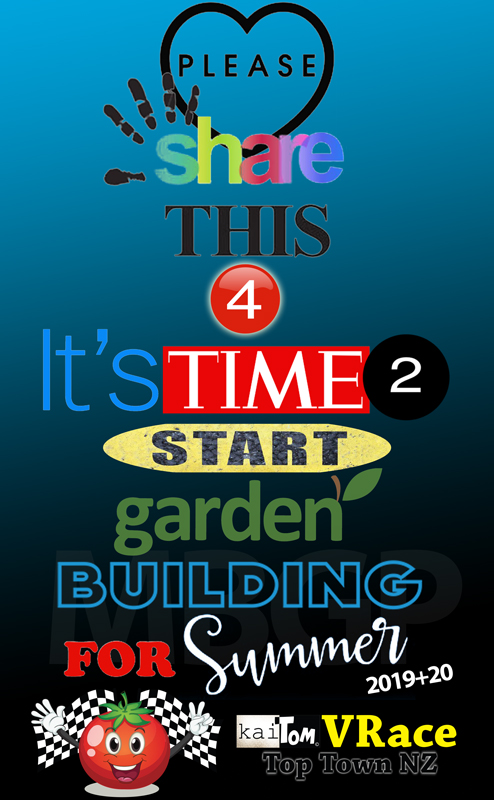 PLEASE
share
THIS
4
It's TIME 2
START
garden
MBGP
BUILDING
FOR Summer
2019+20
kaiTom® VRace
Top Town NZ